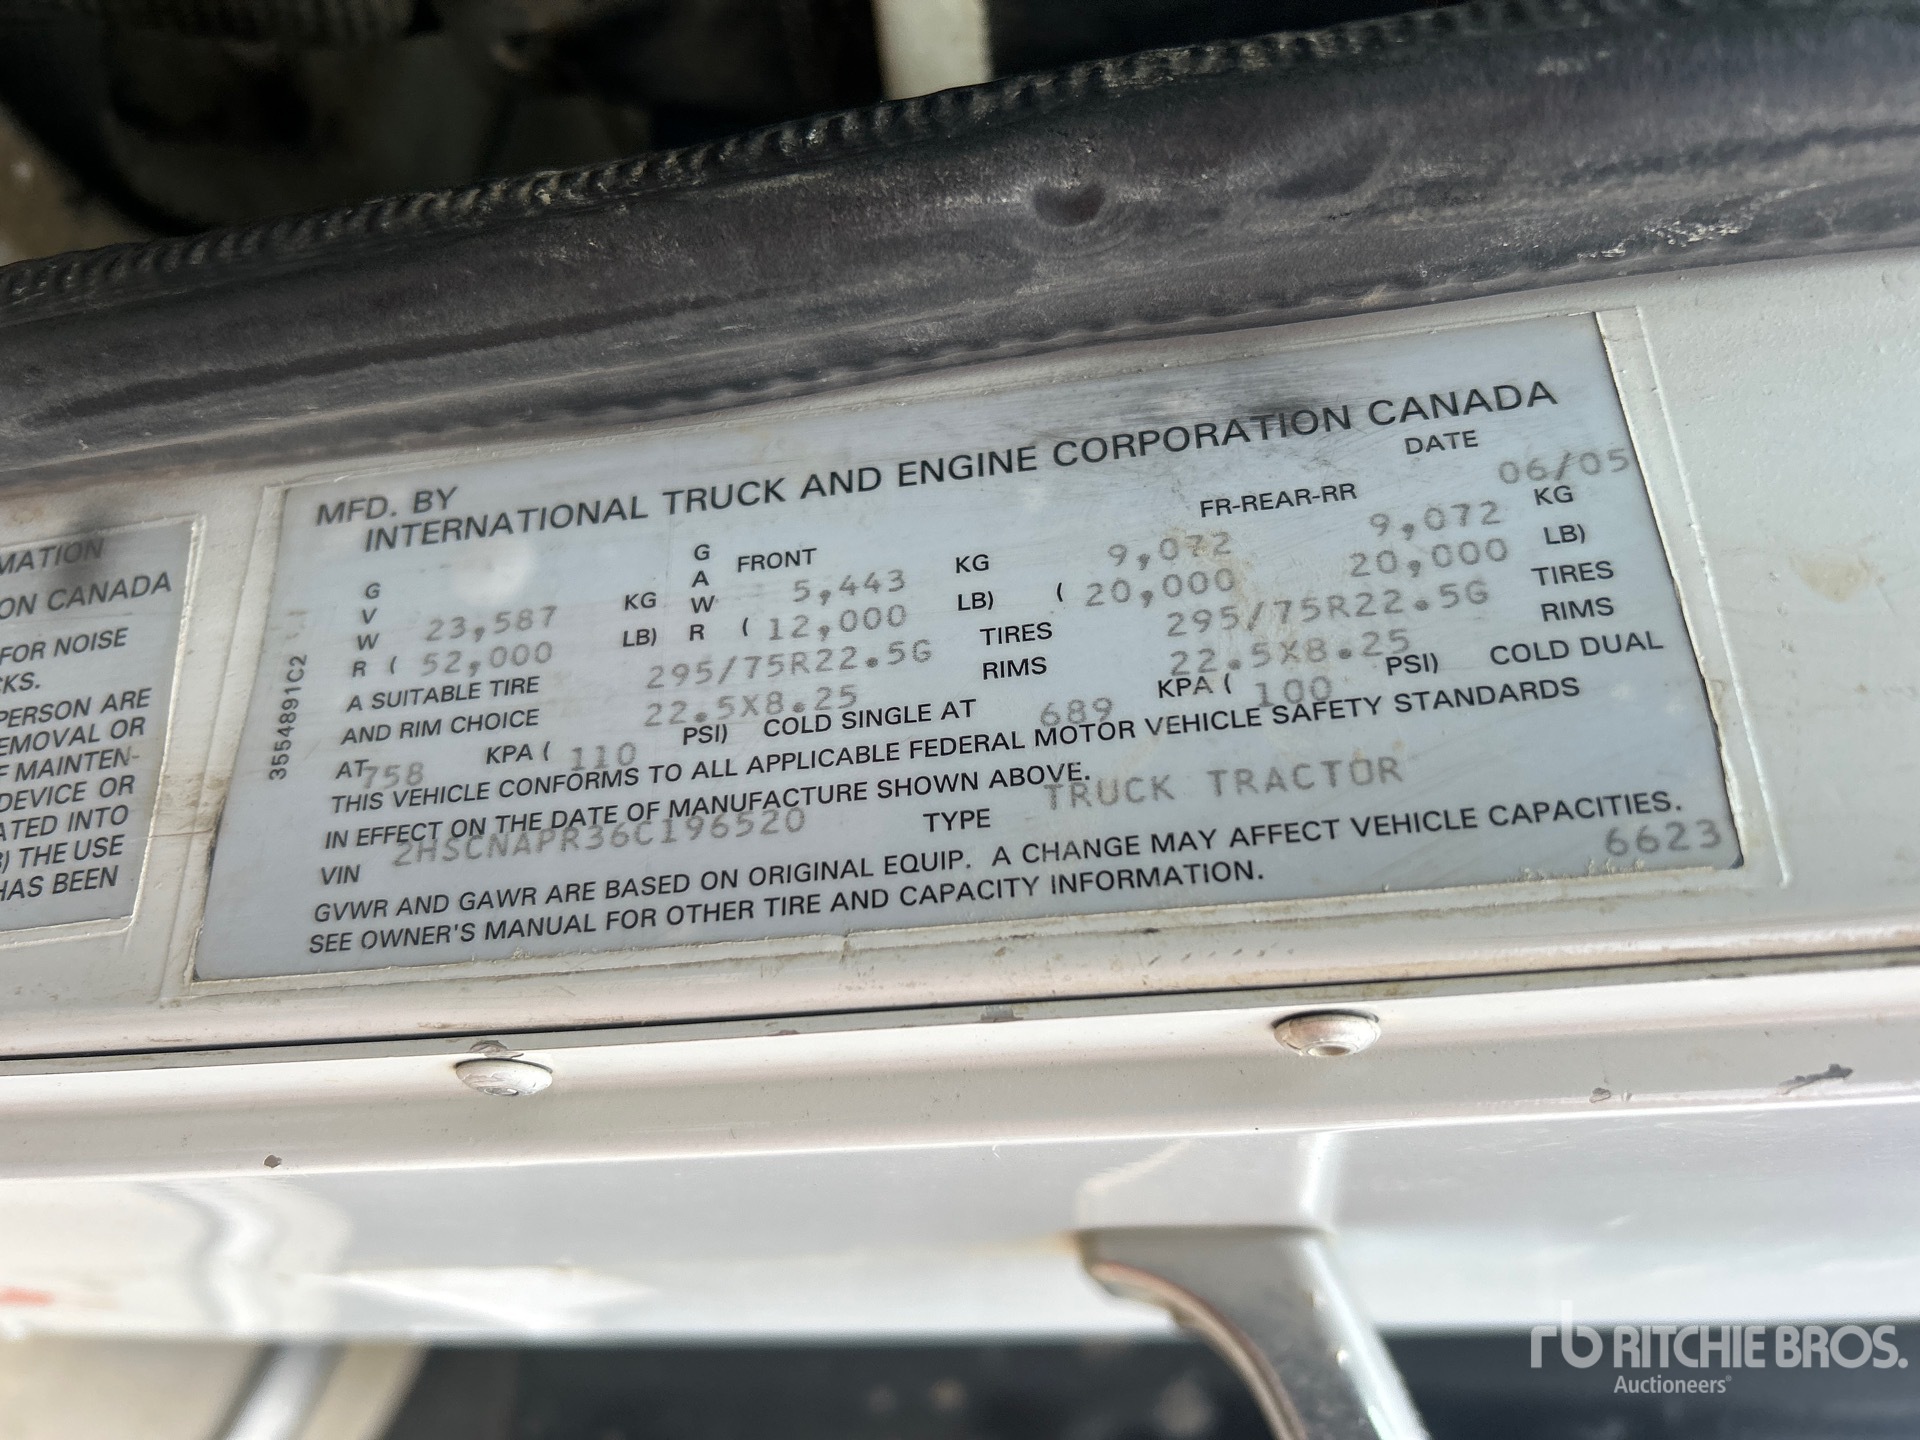 MFD. BY
INTERNATIONAL TRUCK AND ENGINE CORPORATION CANADA
DATE
06/05
G
V
W
R
23,587 KG
( 52,000 LB)
G
A
W
R
FRONT
5,443 KG
( 12,000 LB)
FR-REAR-RR
9,072 9,072 KG
( 20,000 20,000 LB)
A SUITABLE TIRE 295/75R22.5G TIRES 295/75R22.5G TIRES
AND RIM CHOICE 22.5X8.25 RIMS 22.5X8.25 RIMS
AT 758 KPA ( 110 PSI) COLD SINGLE AT 689 KPA ( 100 PSI) COLD DUAL
THIS VEHICLE CONFORMS TO ALL APPLICABLE FEDERAL MOTOR VEHICLE SAFETY STANDARDS
IN EFFECT ON THE DATE OF MANUFACTURE SHOWN ABOVE.
VIN 2HSCNAPR36C196520 TYPE TRUCK TRACTOR
GVWR AND GAWR ARE BASED ON ORIGINAL EQUIP. A CHANGE MAY AFFECT VEHICLE CAPACITIES.
SEE OWNER'S MANUAL FOR OTHER TIRE AND CAPACITY INFORMATION.
6623
3554891C2
MATION
ON CANADA
FOR NOISE
CKS.
PERSON ARE
EMOVAL OR
F MAINTEN-
DEVICE OR
ATED INTO
) THE USE
HAS BEEN
rb RITCHIE BROS.
Auctioneers